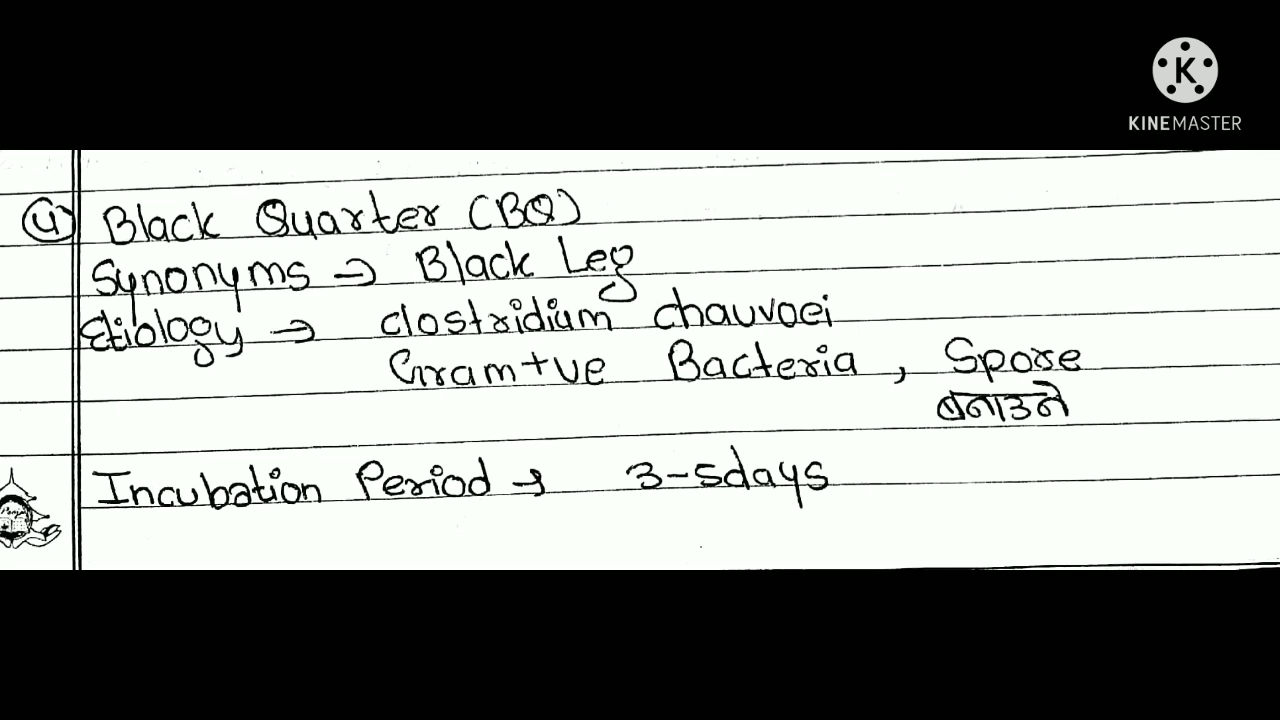 KINEMASTER
④ Black Quarter (BQ)
Synonyms → Black Leg
Etiology → clostridium chauvoei
Gram+ve Bacteria, Spore
बनाउने
Incubation Period → 3-5days